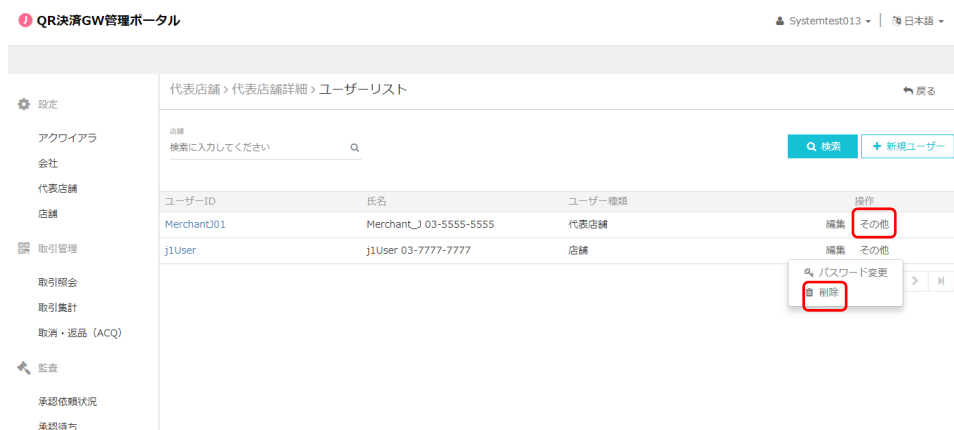 QR決済GW管理ポータル
Systemtest013
日本語
設定
アクワイアラ
会社
代表店舗
店舗
取引管理
取引照会
取引集計
取消・返品（ACQ）
監査
承認依頼状況
承認待ち
代表店舗 > 代表店舗詳細 > ユーザーリスト
戻る
店舗
検索に入力してください
検索
+ 新規ユーザー
ユーザーID 氏名 ユーザー種類 操作
MerchantJ01 Merchant_J 03-5555-5555 代表店舗 編集 その他
j1User j1User 03-7777-7777 店舗 編集 その他
パスワード変更
削除